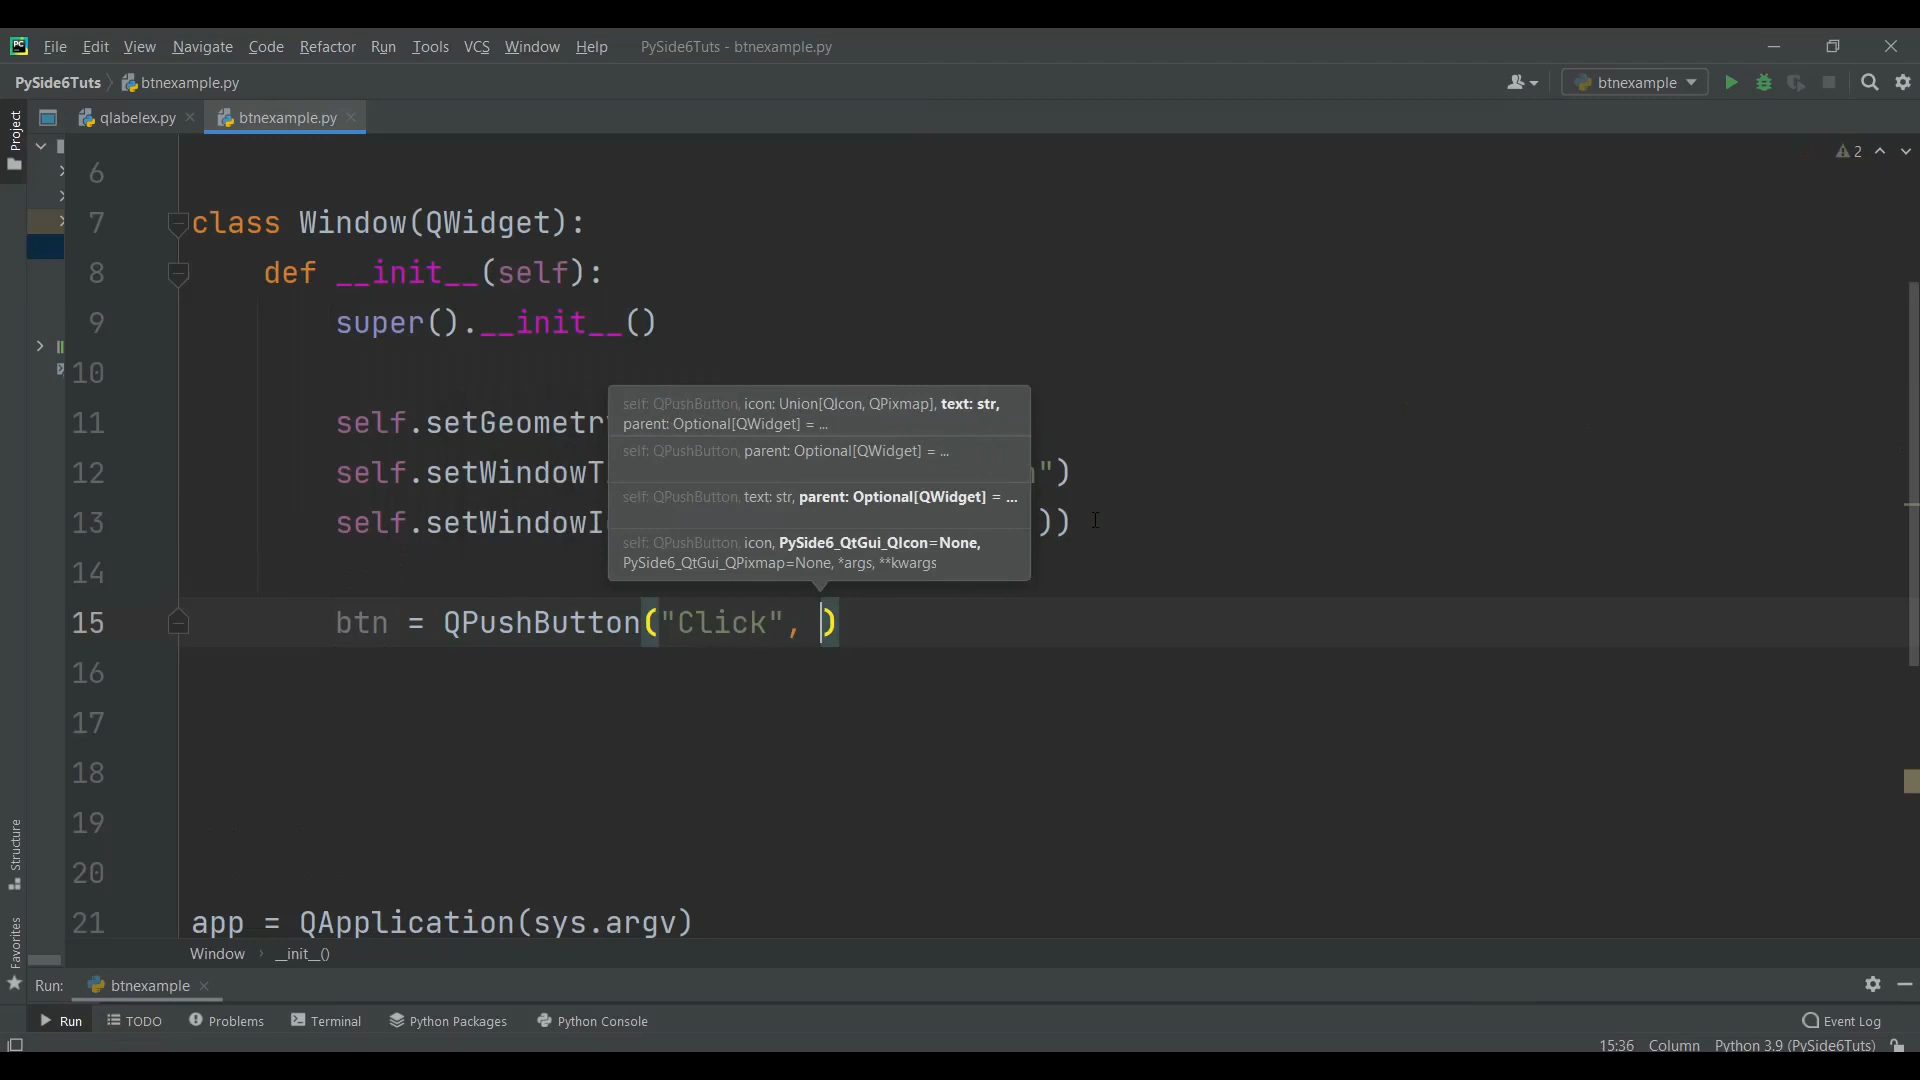 PC File Edit View Navigate Code Refactor Run Tools VCS Window Help PySide6Tuts - btnexample.py
PySide6Tuts btnexample.py btnexample
qlabelex.py btnexample.py
Project
2
6
7 class Window(QWidget):
8 def __init__(self):
9 super().__init__()
10
self: QPushButton, icon: Union[QIcon, QPixmap], text: str,
parent: Optional[QWidget] = ...
11 self.setGeometr
self: QPushButton, parent: Optional[QWidget] = ...
12 self.setWindowT ")
self: QPushButton, text: str, parent: Optional[QWidget] = ...
13 self.setWindowI ))
self: QPushButton, icon, PySide6_QtGui_QIcon=None,
PySide6_QtGui_QPixmap=None, *args, **kwargs
14
15 btn = QPushButton("Click", )
16
17
18
19
20
21 app = QApplication(sys.argv)
Structure
Favorites
Window __init__()
Run: btnexample
Run TODO Problems Terminal Python Packages Python Console Event Log
15:36 Column Python 3.9 (PySide6Tuts)